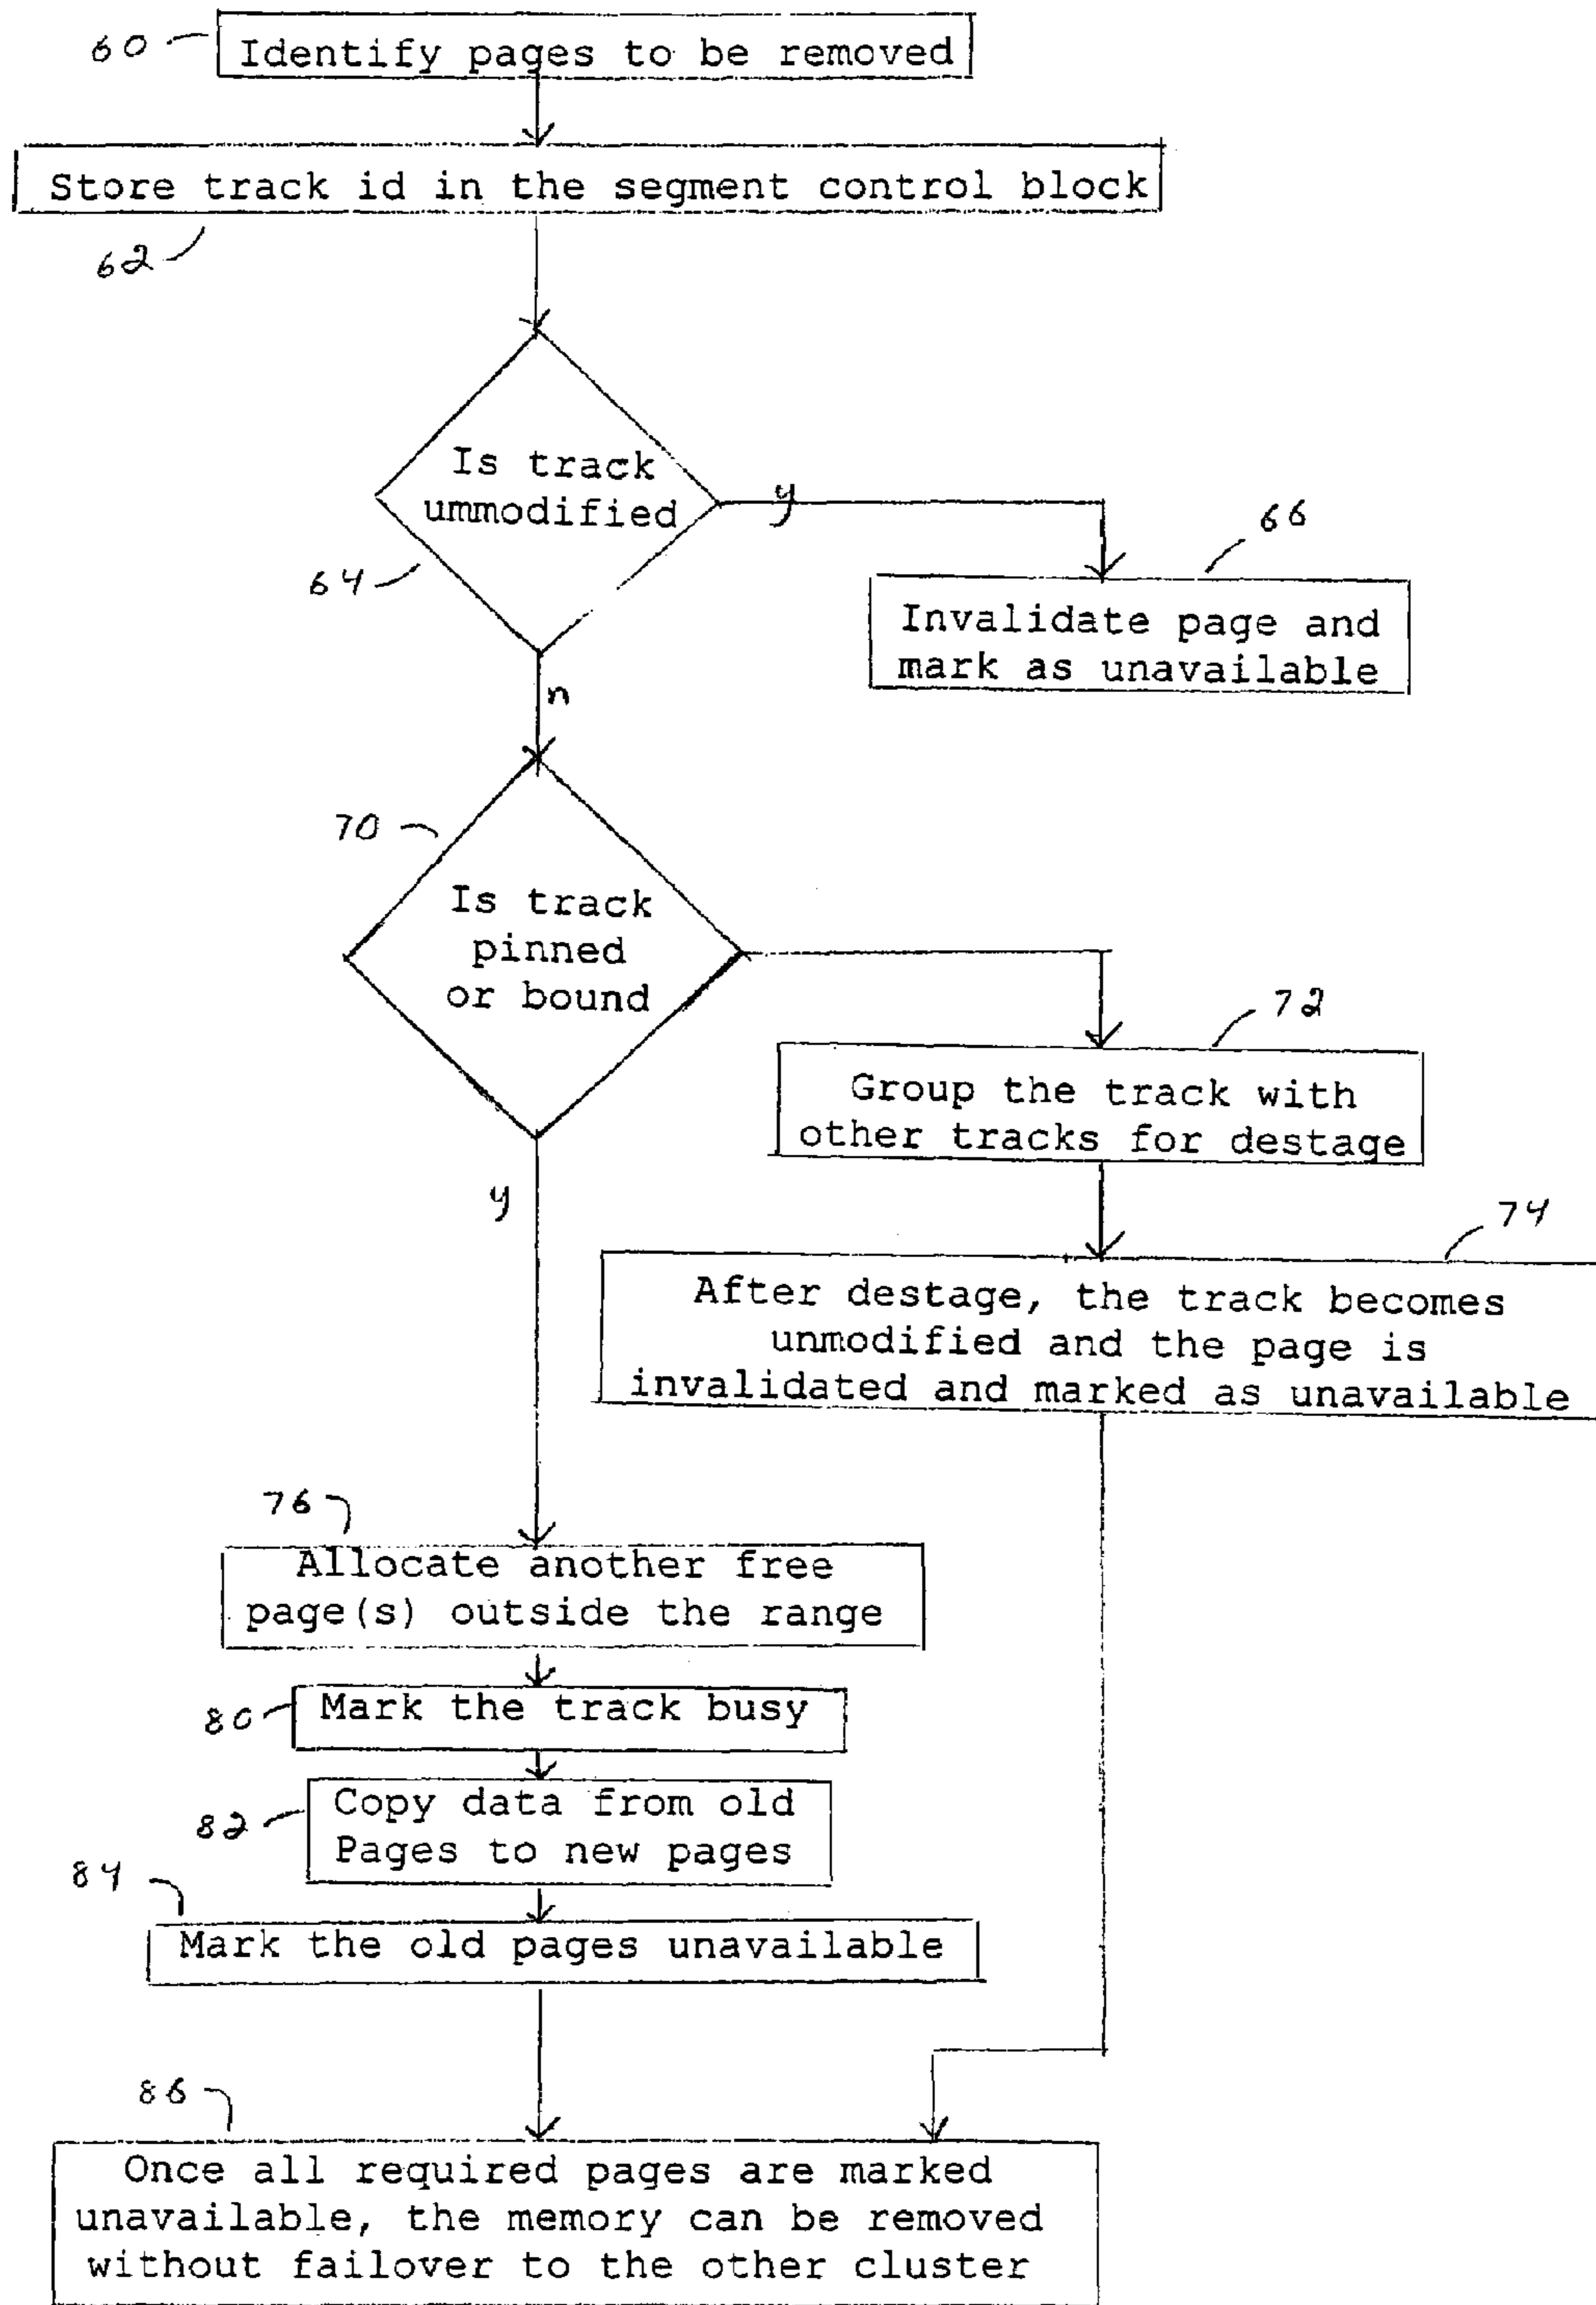 60
Identify pages to be removed
Store track id in the segment control block
62
Is track
ummodified
y
64
66
Invalidate page and
mark as unavailable
n
70
Is track
pinned
or bound
72
Group the track with
other tracks for destage
y
74
After destage, the track becomes
unmodified and the page is
invalidated and marked as unavailable
76
Allocate another free
page(s) outside the range
80
Mark the track busy
82
Copy data from old
Pages to new pages
84
Mark the old pages unavailable
86
Once all required pages are marked
unavailable, the memory can be removed
without failover to the other cluster